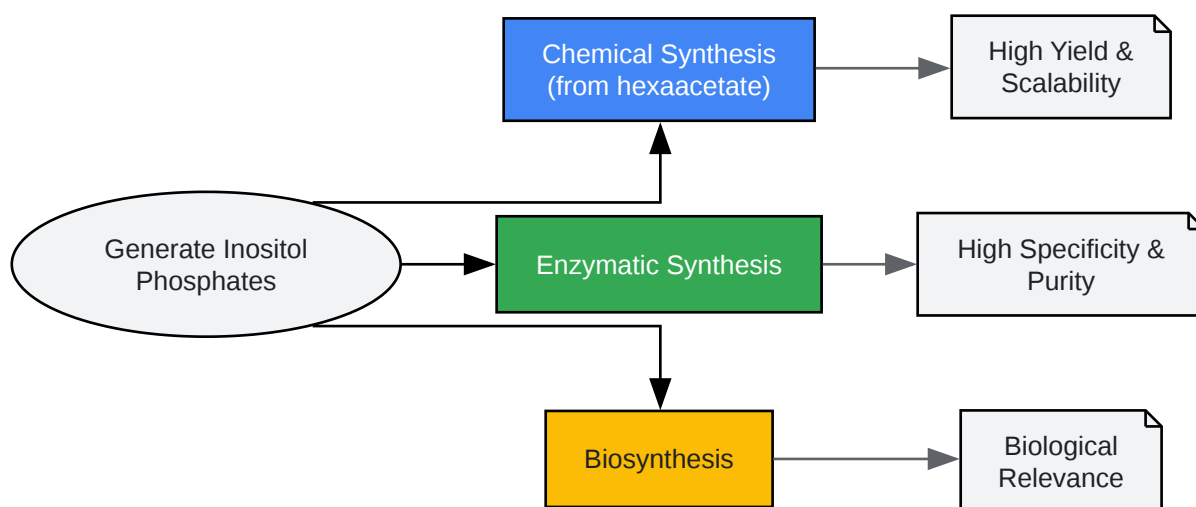 Chemical Synthesis
(from hexaacetate)
High Yield &
Scalability
Generate Inositol
Phosphates
Enzymatic Synthesis
High Specificity &
Purity
Biosynthesis
Biological
Relevance